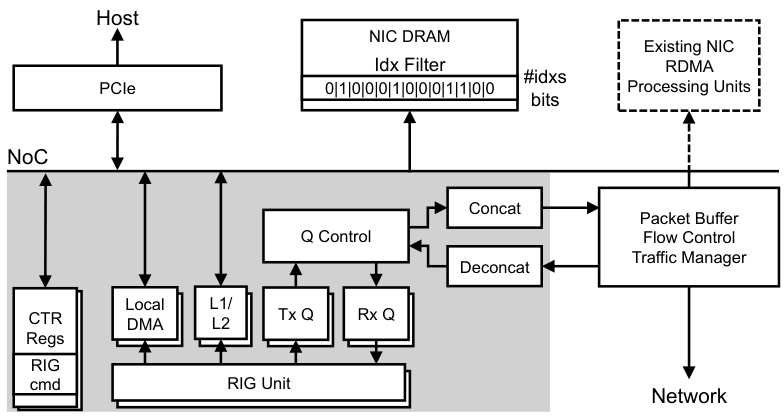 Host
PCIe
NIC DRAM
Idx Filter
0|1|0|0|0|1|0|0|0|1|1|0|0
#idxs
bits
Existing NIC
RDMA
Processing Units
NoC
Q Control
Concat
Deconcat
Packet Buffer
Flow Control
Traffic Manager
CTR
Regs
RIG
cmd
Local
DMA
L1/
L2
Tx Q
Rx Q
RIG Unit
Network